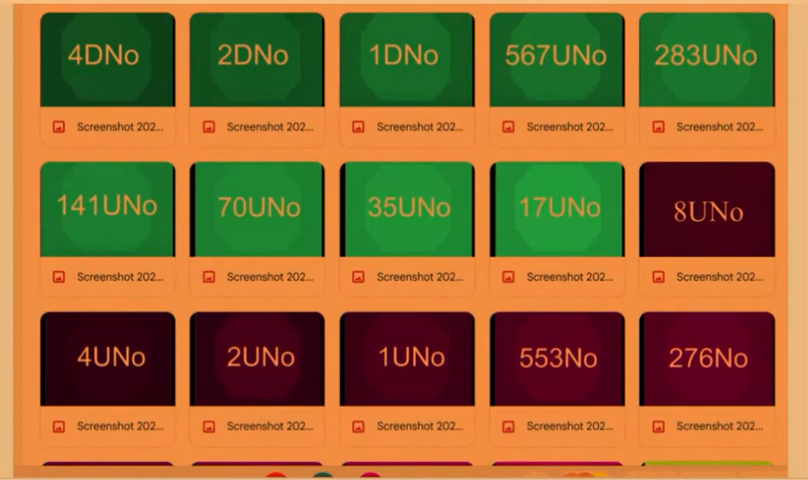 4DNo 2DNo 1DNo 567UNo 283UNo
Screenshot 202... Screenshot 202... Screenshot 202... Screenshot 202... Screenshot 202...
141UNo 70UNo 35UNo 17UNo 8UNo
Screenshot 202... Screenshot 202... Screenshot 202... Screenshot 202... Screenshot 202...
4UNo 2UNo 1UNo 553No 276No
Screenshot 202... Screenshot 202... Screenshot 202... Screenshot 202... Screenshot 202...